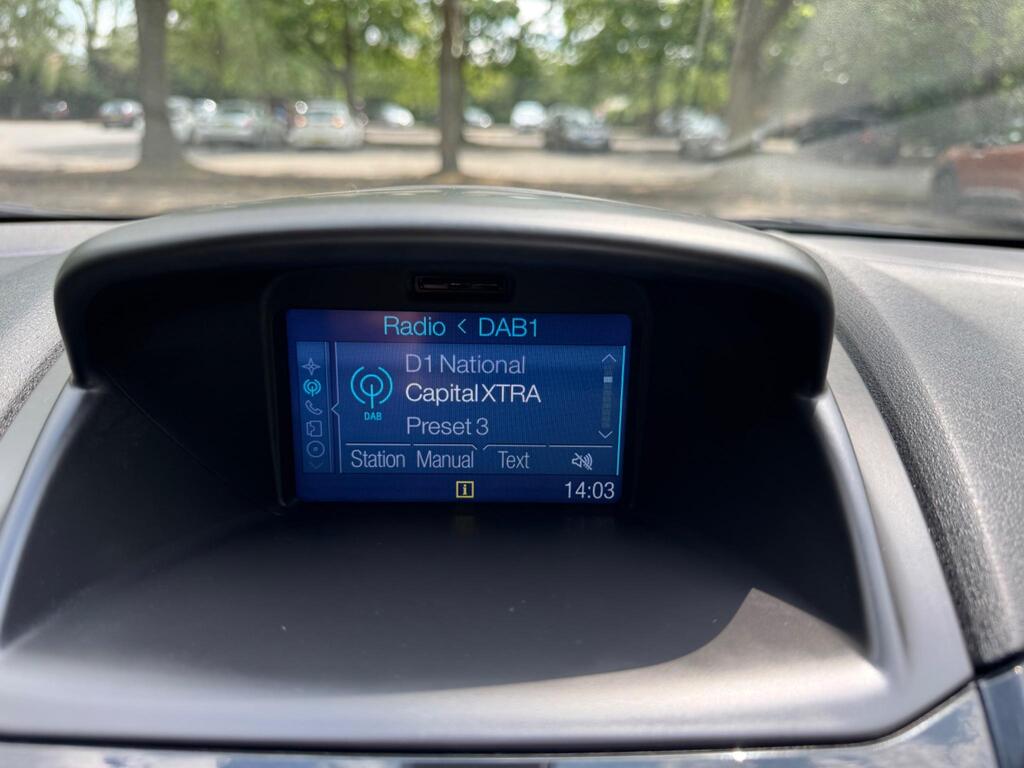 Radio < DAB1
D1 National
Capital XTRA
DAB
Preset 3
Station Manual Text
i
14:03